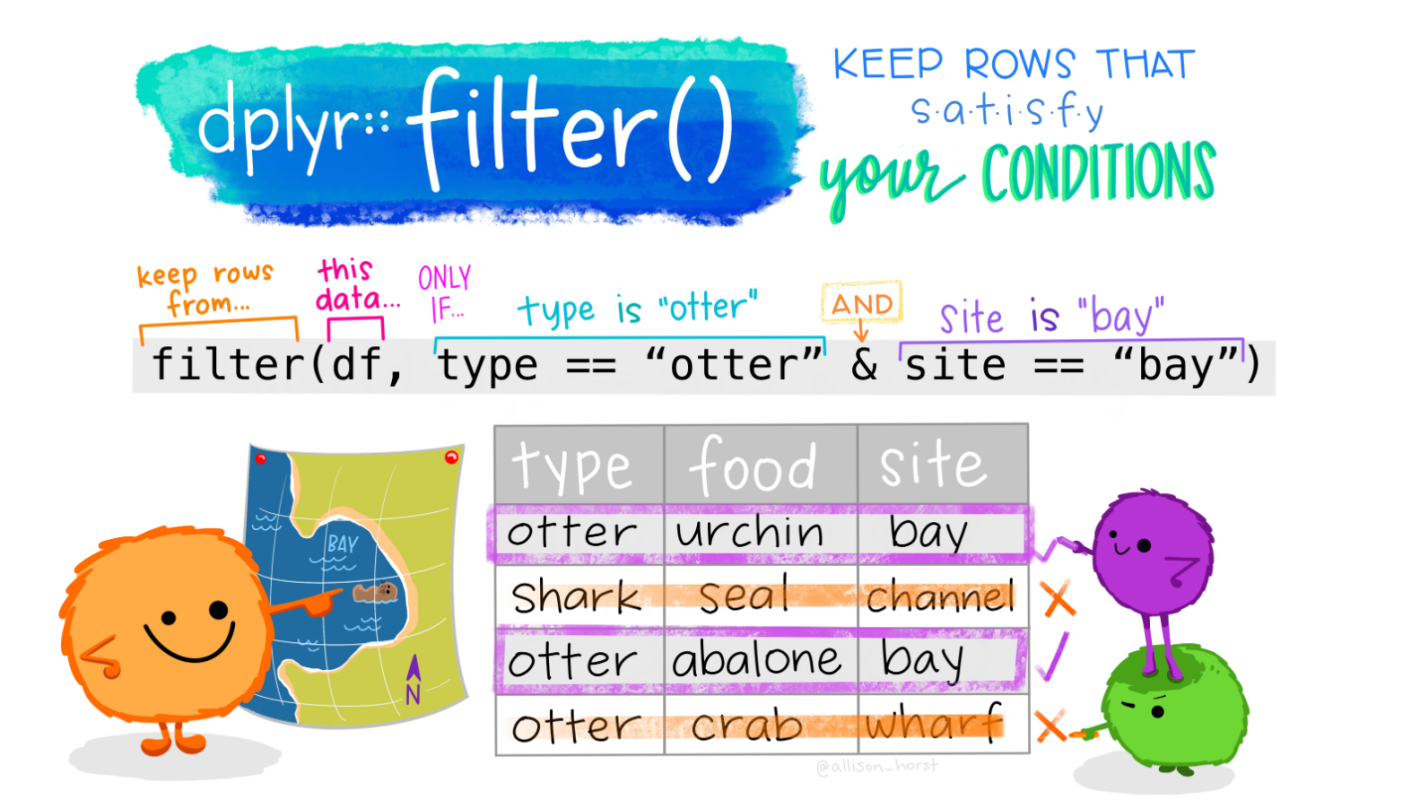 dplyr::filter()
KEEP ROWS THAT
s·a·t·i·s·f·y
your CONDITIONS
keep rows
from...
this
data...
ONLY
IF...
type is "otter"
AND
site is "bay"
filter(df, type == “otter” & site == “bay”)
BAY
N
type food site
otter urchin bay
Shark seal channel
otter abalone bay
otter crab wharf
@allison_horst